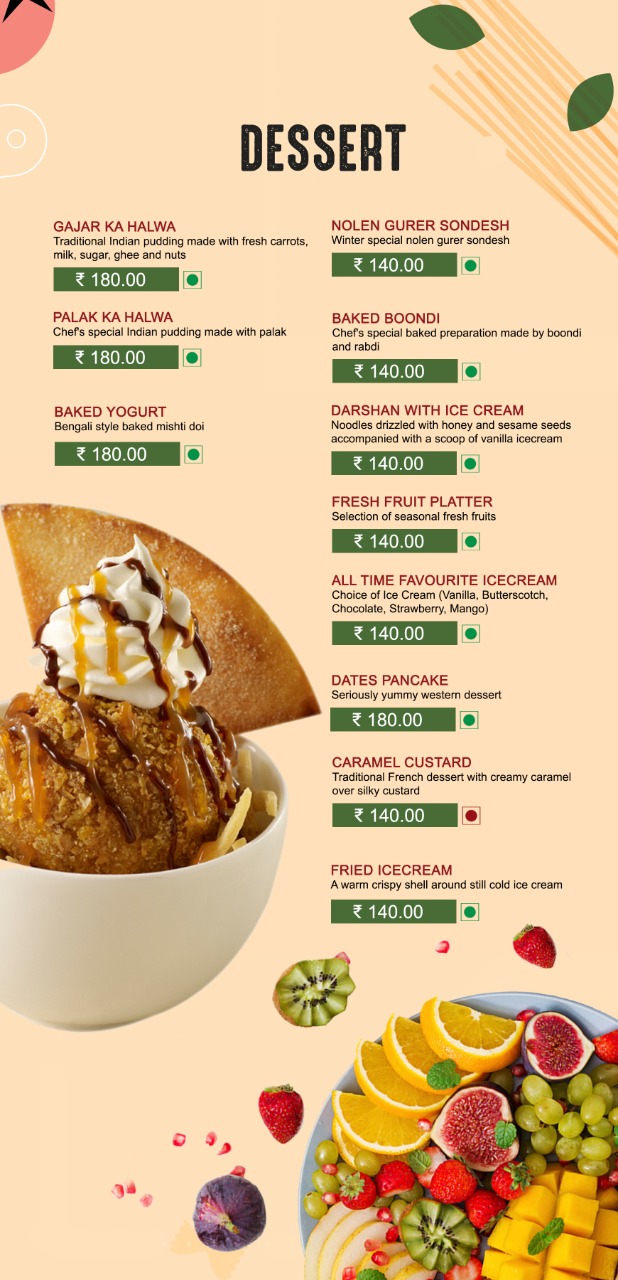 DESSERT
GAJAR KA HALWA
Traditional Indian pudding made with fresh carrots,
milk, sugar, ghee and nuts
₹ 180.00
PALAK KA HALWA
Chef's special Indian pudding made with palak
₹ 180.00
BAKED YOGURT
Bengali style baked mishti doi
₹ 180.00
NOLEN GURER SONDESH
Winter special nolen gurer sondesh
₹ 140.00
BAKED BOONDI
Chef's special baked preparation made by boondi
and rabdi
₹ 140.00
DARSHAN WITH ICE CREAM
Noodles drizzled with honey and sesame seeds
accompanied with a scoop of vanilla icecream
₹ 140.00
FRESH FRUIT PLATTER
Selection of seasonal fresh fruits
₹ 140.00
ALL TIME FAVOURITE ICECREAM
Choice of Ice Cream (Vanilla, Butterscotch,
Chocolate, Strawberry, Mango)
₹ 140.00
DATES PANCAKE
Seriously yummy western dessert
₹ 180.00
CARAMEL CUSTARD
Traditional French dessert with creamy caramel
over silky custard
₹ 140.00
FRIED ICECREAM
A warm crispy shell around still cold ice cream
₹ 140.00